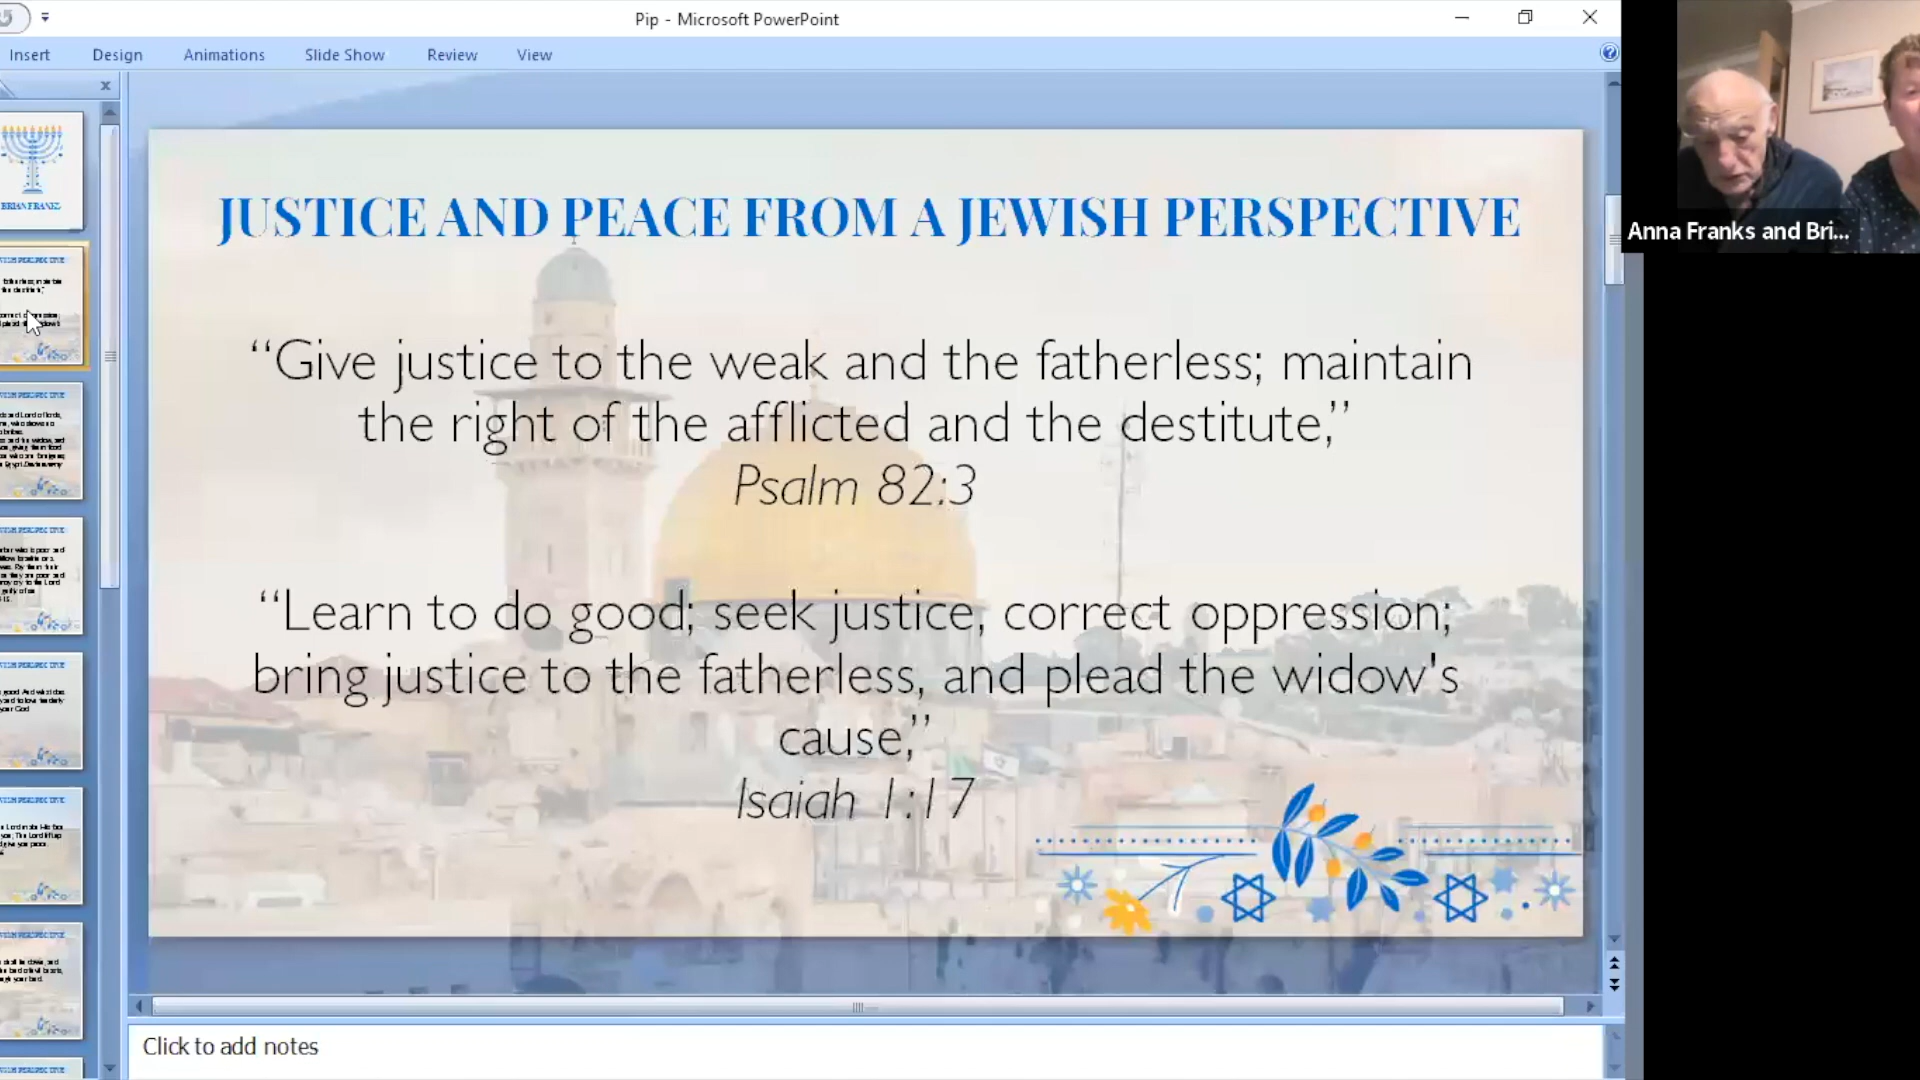 Pip - Microsoft PowerPoint
Insert Design Animations Slide Show Review View
JUSTICE AND PEACE FROM A JEWISH PERSPECTIVE
“Give justice to the weak and the fatherless; maintain
the right of the afflicted and the destitute,”
Psalm 82:3
“Learn to do good; seek justice, correct oppression;
bring justice to the fatherless, and plead the widow's
cause,”
Isaiah 1:17
Click to add notes
BRIAN FRANKS
Anna Franks and Bri...